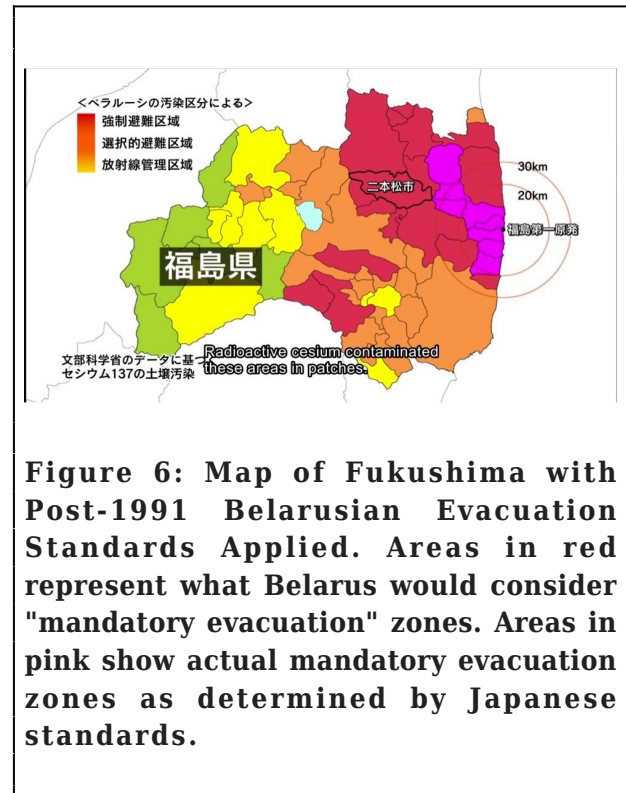 <ベラルーシの汚染区分による>
強制避難区域
選択的避難区域
放射線管理区域
30km
20km
二本松市
福島第一原発
福島県
文部科学省のデータに基づく
セシウム137の土壌汚染
Radioactive cesium contaminated
these areas in patches.
Figure 6: Map of Fukushima with
Post-1991 Belarusian Evacuation
Standards Applied. Areas in red
represent what Belarus would consider
"mandatory evacuation" zones. Areas in
pink show actual mandatory evacuation
zones as determined by Japanese
standards.